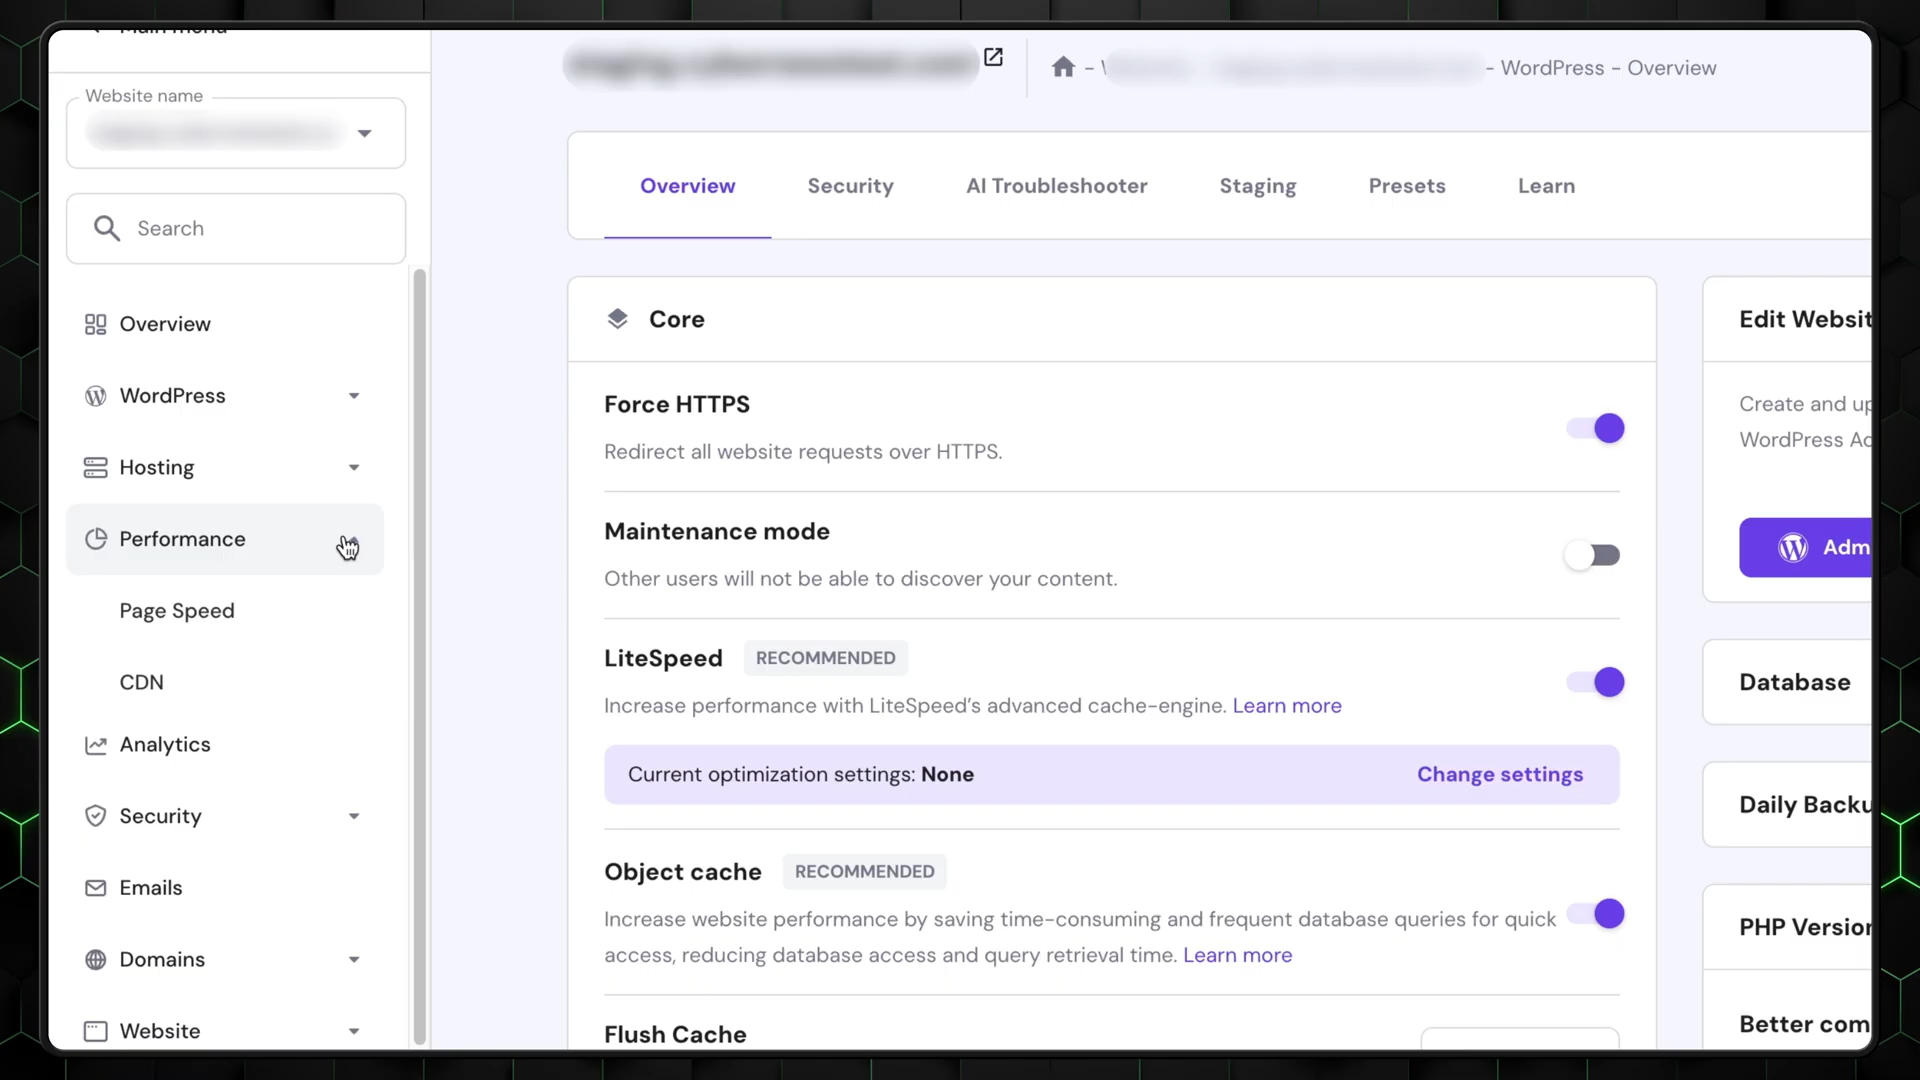 Main menu
Website name
Search
Overview
WordPress
Hosting
Performance
Page Speed
CDN
Analytics
Security
Emails
Domains
Website
- WordPress - Overview
Overview
Security
AI Troubleshooter
Staging
Presets
Learn
Core
Force HTTPS
Redirect all website requests over HTTPS.
Maintenance mode
Other users will not be able to discover your content.
LiteSpeed RECOMMENDED
Increase performance with LiteSpeed's advanced cache-engine. Learn more
Current optimization settings: None
Change settings
Object cache RECOMMENDED
Increase website performance by saving time-consuming and frequent database queries for quick
access, reducing database access and query retrieval time. Learn more
Flush Cache
Edit Websit
Create and up
WordPress Ad
Adm
Database
Daily Backu
PHP Version
Better com